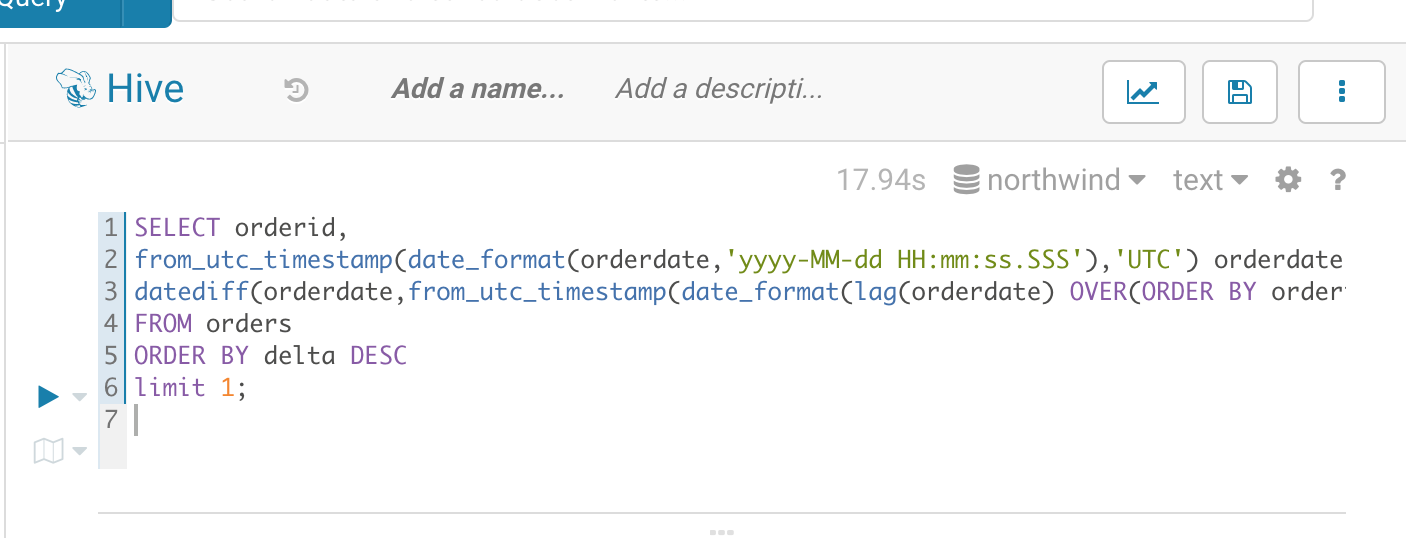 Query
Hive
Add a name...
Add a descripti...
17.94s
northwind
text
?
1 SELECT orderid,
2 from_utc_timestamp(date_format(orderdate,'yyyy-MM-dd HH:mm:ss.SSS'),'UTC') orderdate
3 datediff(orderdate,from_utc_timestamp(date_format(lag(orderdate) OVER(ORDER BY order
4 FROM orders
5 ORDER BY delta DESC
6 limit 1;
7